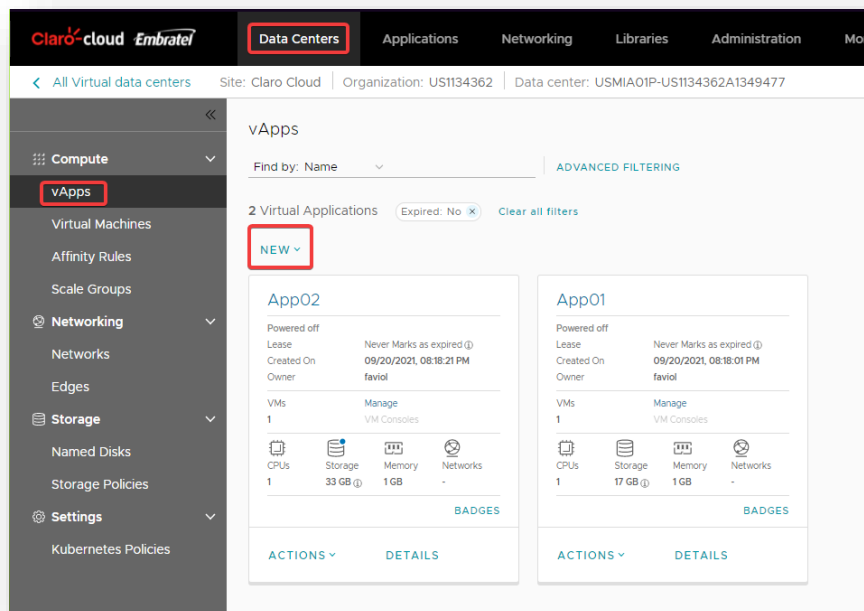 Claro-cloud Embratel Data Centers Applications Networking Libraries Administration Mo
All Virtual data centers Site: Claro Cloud Organization: US1134362 Data center: USMIA01P-US1134362A1349477
Compute
vApps
Virtual Machines
Affinity Rules
Scale Groups
Networking
Networks
Edges
Storage
Named Disks
Storage Policies
Settings
Kubernetes Policies
vApps
Find by: Name ADVANCED FILTERING
2 Virtual Applications Expired: No Clear all filters
NEW
App02
Powered off
Lease Never Marks as expired
Created On 09/20/2021, 08:18:21 PM
Owner faviol
VMs Manage
1 VM Consoles
CPUs Storage Memory Networks
1 33 GB 1 GB -
BADGES
ACTIONS DETAILS
App01
Powered off
Lease Never Marks as expired
Created On 09/20/2021, 08:18:01 PM
Owner faviol
VMs Manage
1 VM Consoles
CPUs Storage Memory Networks
1 17 GB 1 GB -
BADGES
ACTIONS DETAILS